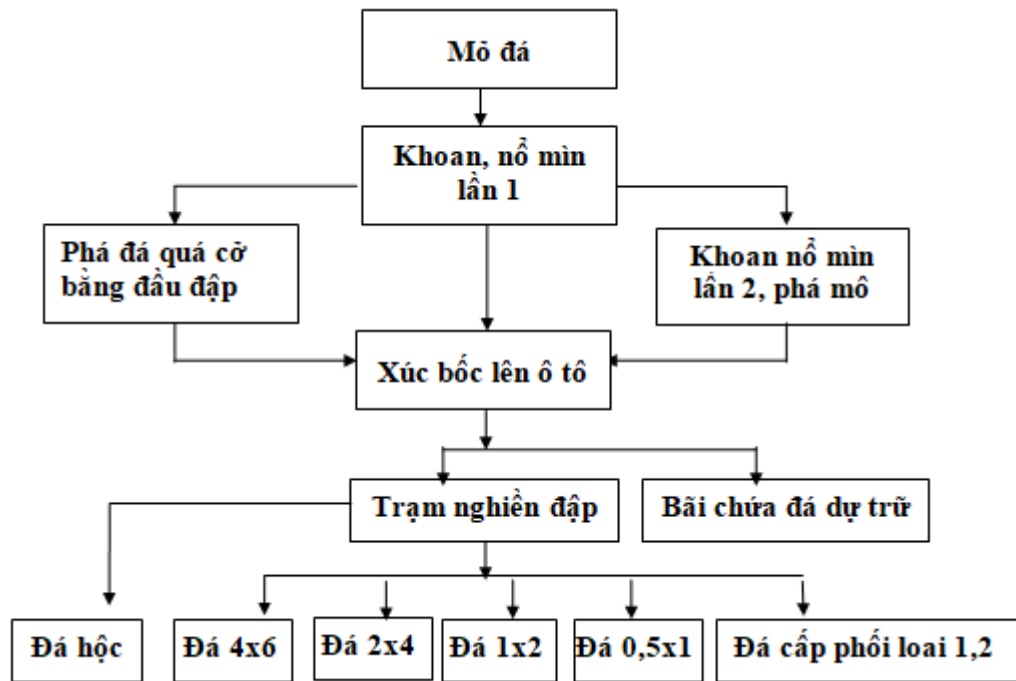 Mỏ đá
Khoan, nổ mìn
lần 1
Phá đá quá cỡ
bằng đầu đập
Khoan nổ mìn
lần 2, phá mô
Xúc bốc lên ô tô
Trạm nghiền đập
Bãi chứa đá dự trữ
Đá hộc
Đá 4x6
Đá 2x4
Đá 1x2
Đá 0,5x1
Đá cấp phối loai 1,2